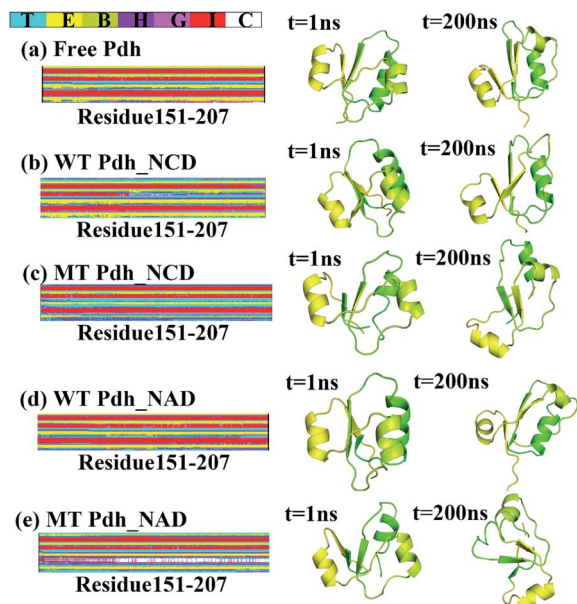 T E B H G I C
(a) Free Pdh
Residue151-207
t=1ns t=200ns
(b) WT Pdh_NCD
Residue151-207
t=1ns t=200ns
(c) MT Pdh_NCD
Residue151-207
t=1ns t=200ns
(d) WT Pdh_NAD
Residue151-207
t=1ns t=200ns
(e) MT Pdh_NAD
Residue151-207
t=1ns t=200ns